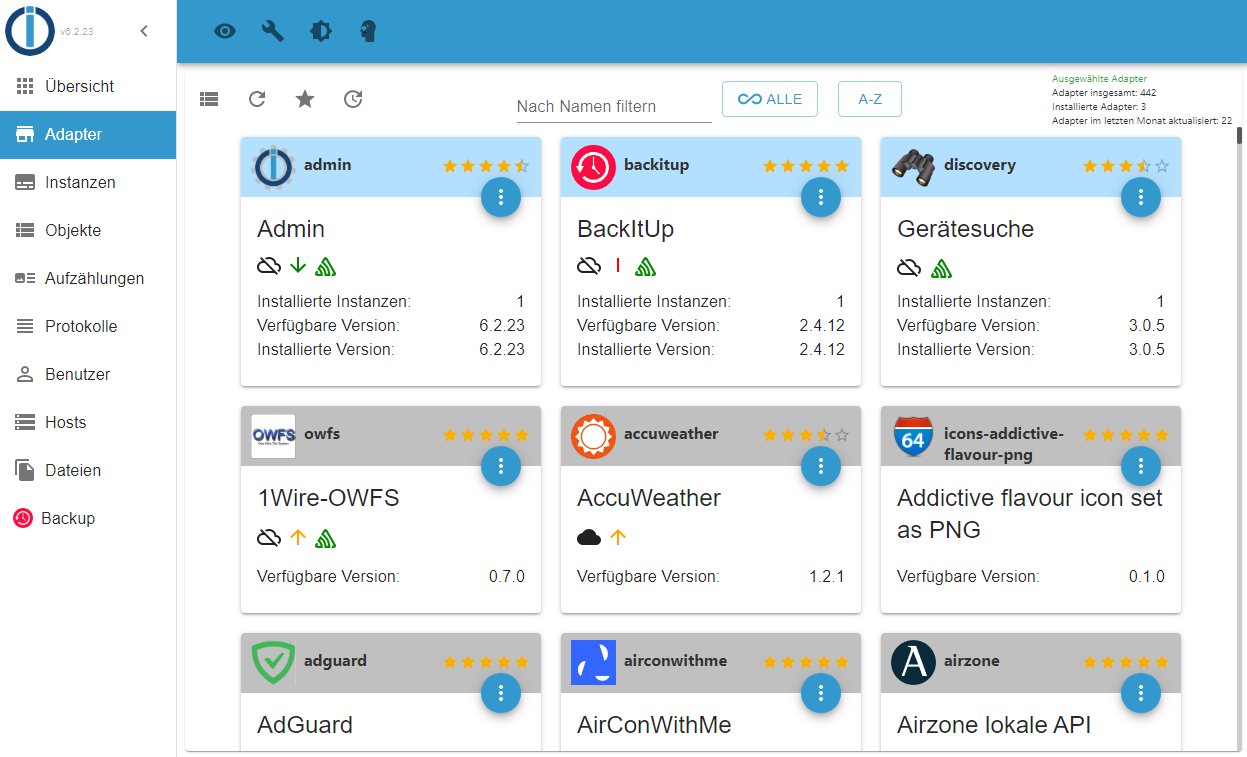 v6.2.23
Übersicht
Adapter
Instanzen
Objekte
Aufzählungen
Protokolle
Benutzer
Hosts
Dateien
Backup
Nach Namen filtern
ALLE
A-Z
Ausgewählte Adapter
Adapter insgesamt: 442
Installierte Adapter: 3
Adapter im letzten Monat aktualisiert: 22
admin
Admin
Installierte Instanzen: 1
Verfügbare Version: 6.2.23
Installierte Version: 6.2.23
backitup
BackItUp
Installierte Instanzen: 1
Verfügbare Version: 2.4.12
Installierte Version: 2.4.12
discovery
Gerätesuche
Installierte Instanzen: 1
Verfügbare Version: 3.0.5
Installierte Version: 3.0.5
OWFS
owfs
1Wire-OWFS
Verfügbare Version: 0.7.0
accuweather
AccuWeather
Verfügbare Version: 1.2.1
64
icons-addictive-
flavour-png
Addictive flavour icon set
as PNG
Verfügbare Version: 0.1.0
adguard
AdGuard
airconwithme
AirConWithMe
A
airzone
Airzone lokale API